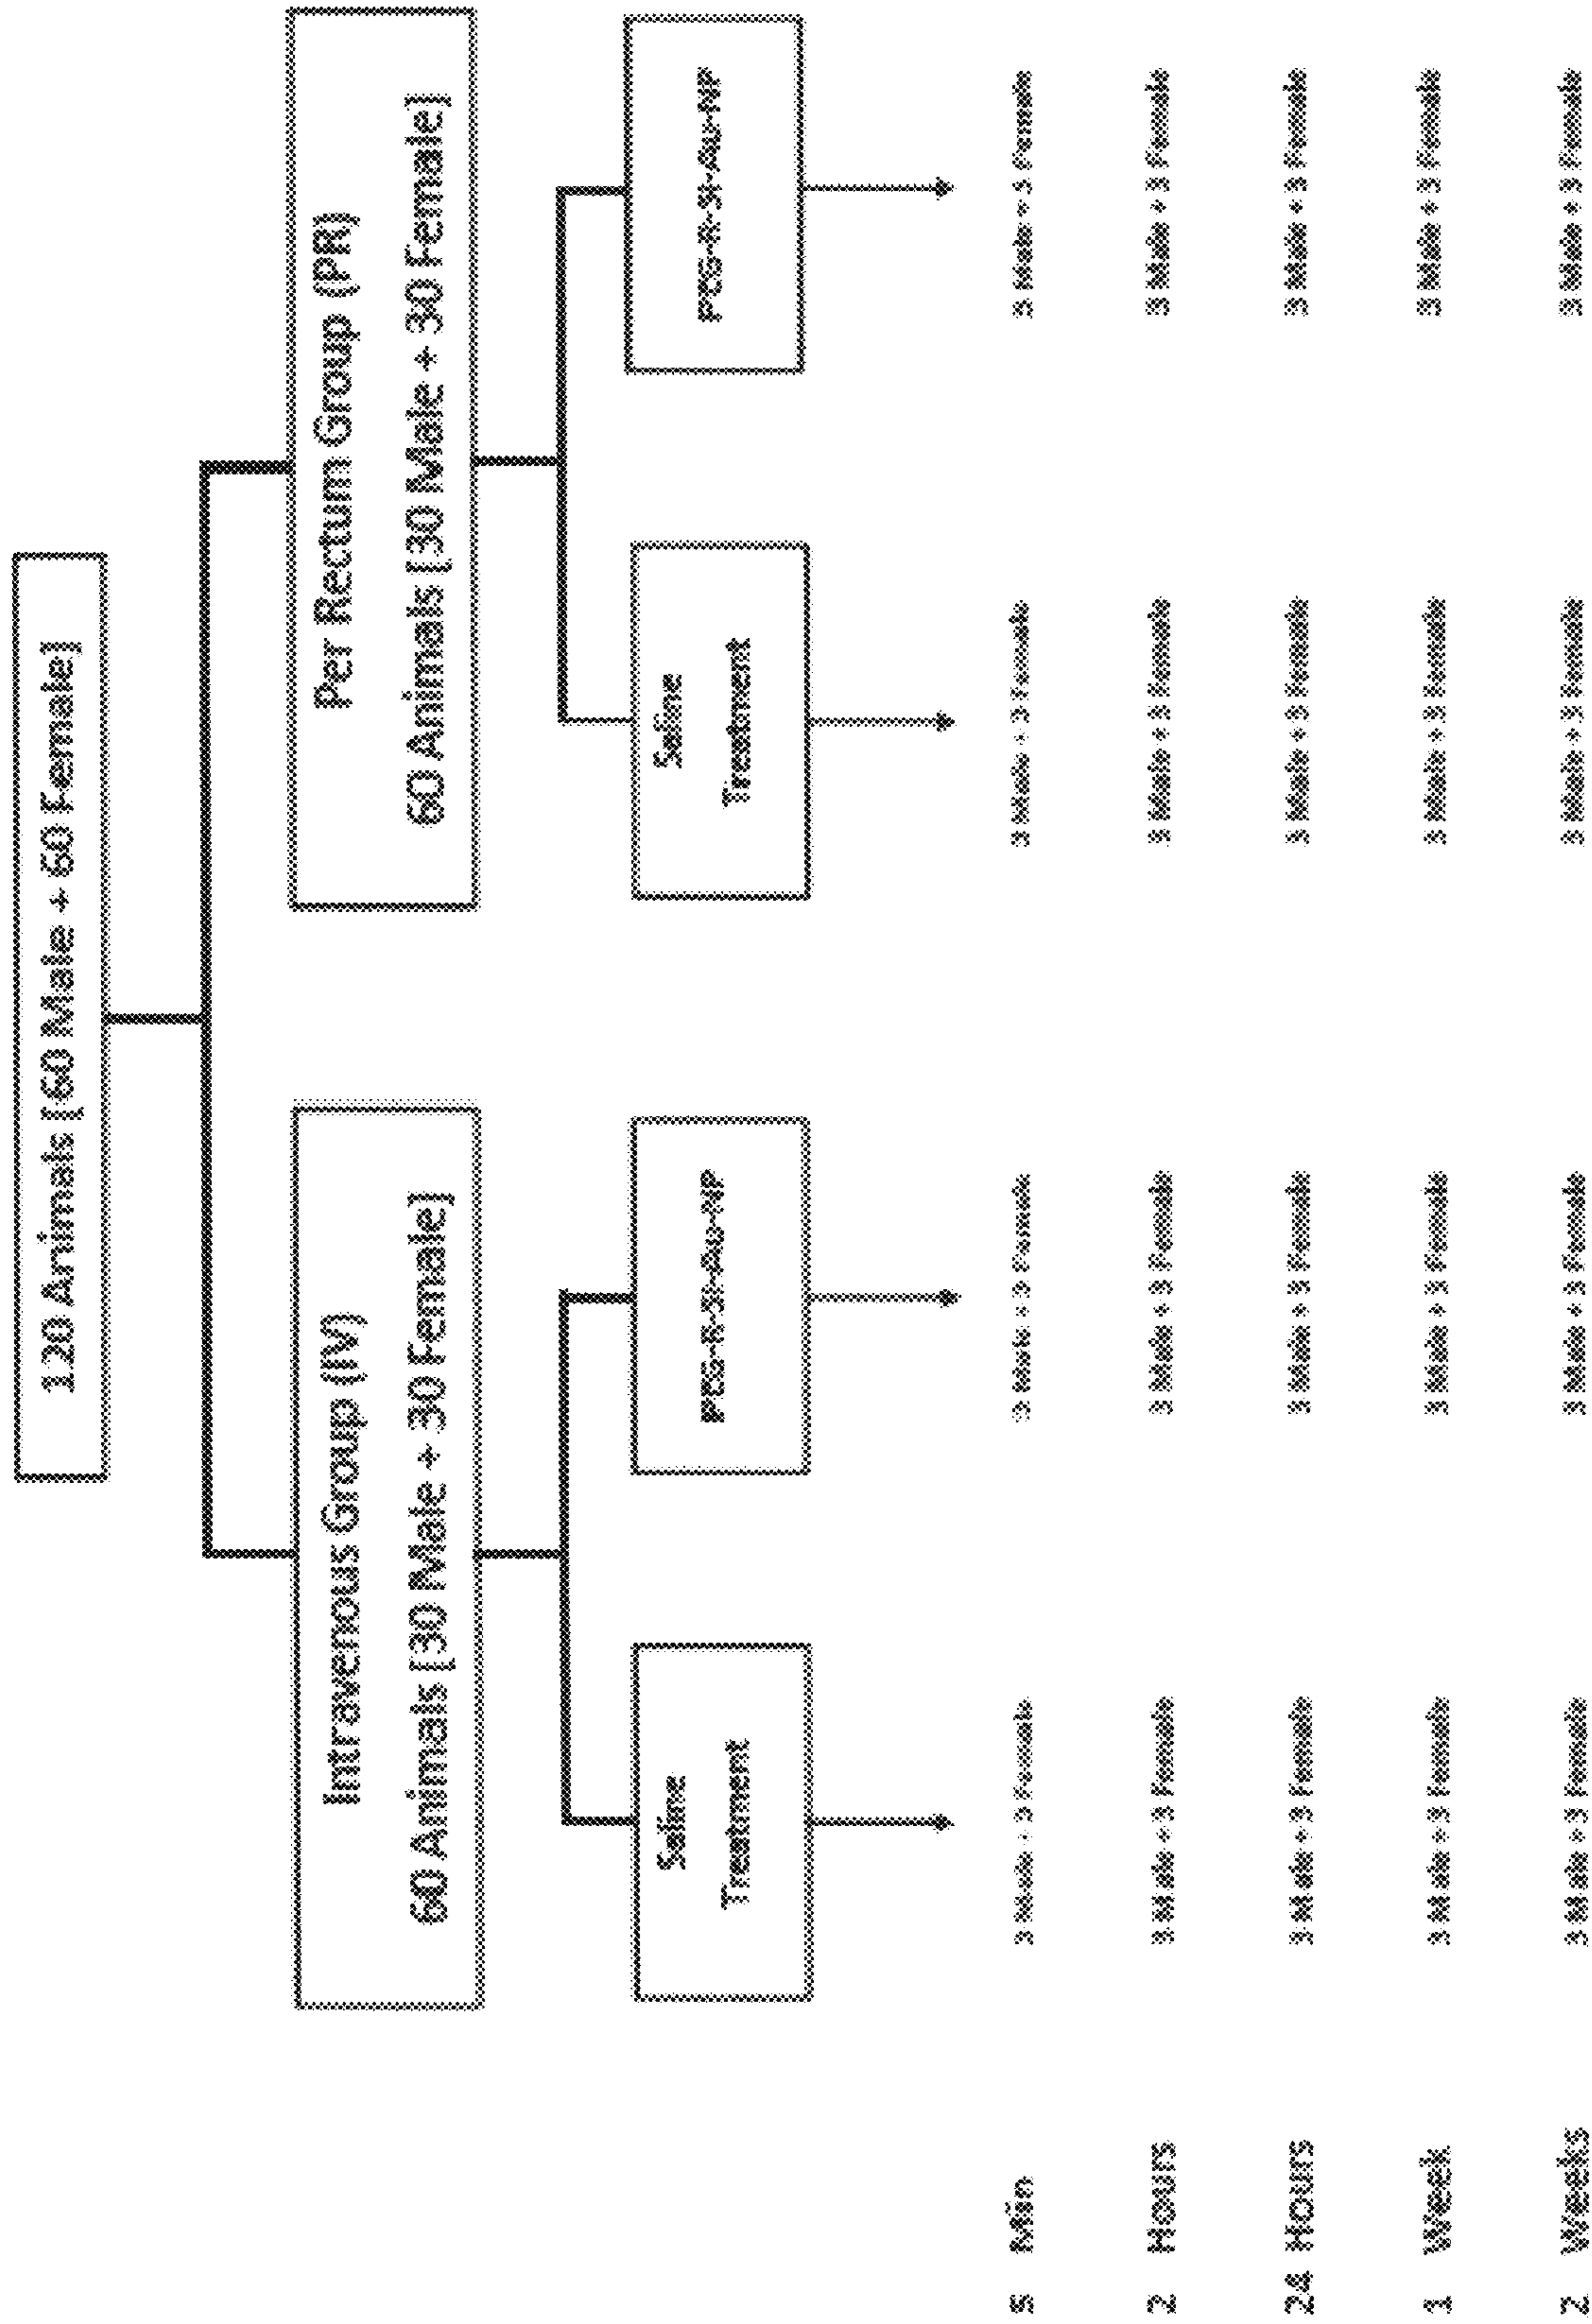 120 Animals [60 Male + 60 Female]
Intravenous Group (IV)
60 Animals [30 Male + 30 Female]
Per Rectum Group (PR)
60 Animals [30 Male + 30 Female]
Saline
Treatment
PEG-R-Si-Au-NP
Saline
Treatment
PEG-R-Si-Au-NP
5 Min 3 Male + 3 Female 3 Male + 3 Female 3 Male + 3 Female 3 Male + 3 Female
2 Hours 3 Male + 3 Female 3 Male + 3 Female 3 Male + 3 Female 3 Male + 3 Female
24 Hours 3 Male + 3 Female 3 Male + 3 Female 3 Male + 3 Female 3 Male + 3 Female
1 Week 3 Male + 3 Female 3 Male + 3 Female 3 Male + 3 Female 3 Male + 3 Female
2 Weeks 3 Male + 3 Female 3 Male + 3 Female 3 Male + 3 Female 3 Male + 3 Female